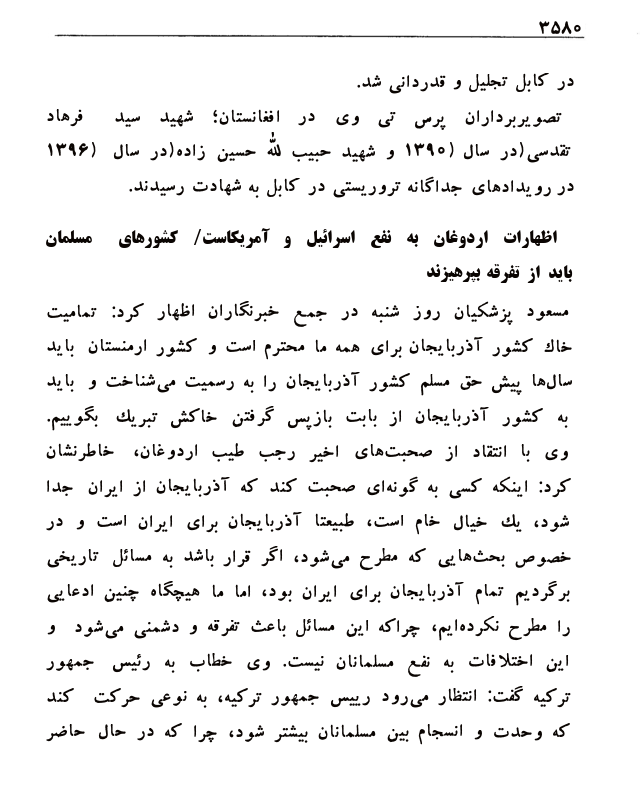 ۳۵۸۰
در کابل تجلیل و قدردانی شد.
تصویربرداران پرس تی وی در افغانستان؛ شهید سید فرهاد
تقدسی(در سال (۱۳۹۰ و شهید حبیب لله حسین زاده(در سال (۱۳۹۶
در رویدادهای جداگانه تروریستی در کابل به شهادت رسیدند.
اظهارات اردوغان به نفع اسرائیل و آمریکاست/ کشورهای مسلمان
باید از تفرقه بپرهیزند
مسعود پزشکیان روز شنبه در جمع خبرنگاران اظهار کرد: تمامیت
خاك کشور آذربایجان برای همه ما محترم است و کشور ارمنستان باید
سال‌ها پیش حق مسلم کشور آذربایجان را به رسمیت می‌شناخت و باید
به کشور آذربایجان از بابت بازپس گرفتن خاکش تبریك بگوییم.
وی با انتقاد از صحبت‌های اخیر رجب طیب اردوغان، خاطرنشان
کرد: اینکه کسی به گونه‌ای صحبت کند که آذربایجان از ایران جدا
شود، یك خیال خام است، طبیعتا آذربایجان برای ایران است و در
خصوص بحث‌هایی که مطرح می‌شود، اگر قرار باشد به مسائل تاریخی
برگردیم تمام آذربایجان برای ایران بود، اما ما هیچگاه چنین ادعایی
را مطرح نکرده‌ایم، چراکه این مسائل باعث تفرقه و دشمنی می‌شود و
این اختلافات به نفع مسلمانان نیست. وی خطاب به رئیس جمهور
ترکیه گفت: انتظار می‌رود رییس جمهور ترکیه، به نوعی حرکت کند
که وحدت و انسجام بین مسلمانان بیشتر شود، چرا که در حال حاضر